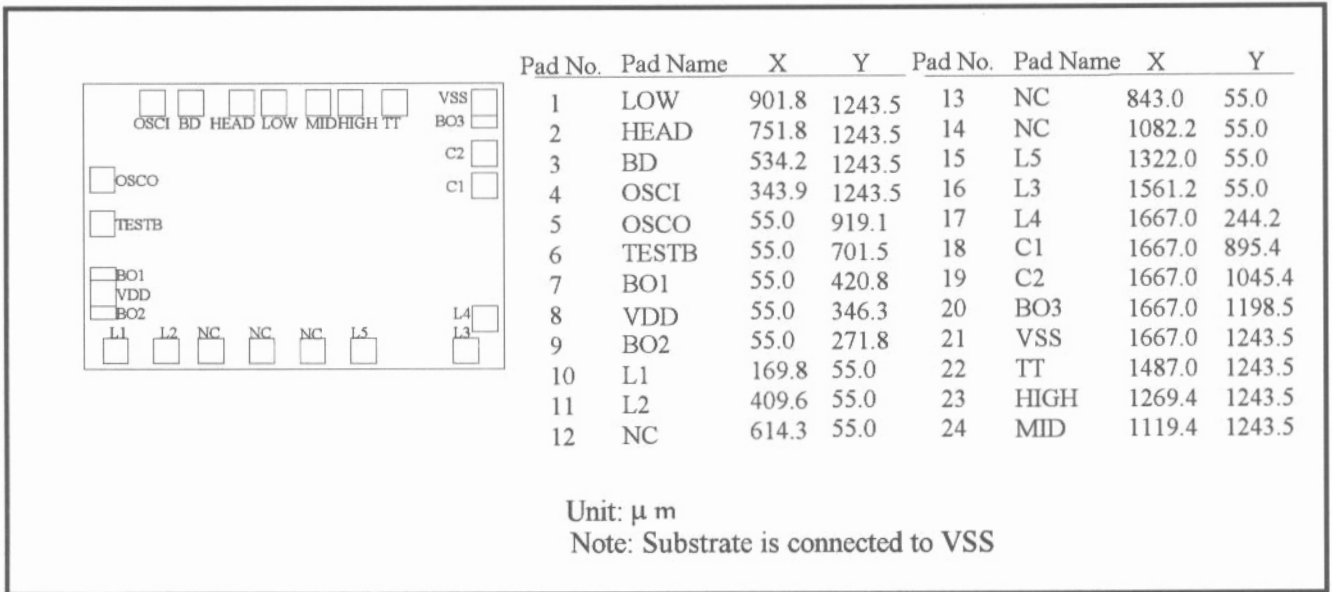 VSS
OSCI BD HEAD LOW MIDHIGH TT BO3
C2
OSCO C1
TESTB
BO1
VDD
BO2 L4
L1 L2 NC NC NC L5 L3
Pad No. Pad Name X Y Pad No. Pad Name X Y
1 LOW 901.8 1243.5 13 NC 843.0 55.0
2 HEAD 751.8 1243.5 14 NC 1082.2 55.0
3 BD 534.2 1243.5 15 L5 1322.0 55.0
4 OSCI 343.9 1243.5 16 L3 1561.2 55.0
5 OSCO 55.0 919.1 17 L4 1667.0 244.2
6 TESTB 55.0 701.5 18 C1 1667.0 895.4
7 BO1 55.0 420.8 19 C2 1667.0 1045.4
8 VDD 55.0 346.3 20 BO3 1667.0 1198.5
9 BO2 55.0 271.8 21 VSS 1667.0 1243.5
10 L1 169.8 55.0 22 TT 1487.0 1243.5
11 L2 409.6 55.0 23 HIGH 1269.4 1243.5
12 NC 614.3 55.0 24 MID 1119.4 1243.5
Unit: μ m
Note: Substrate is connected to VSS